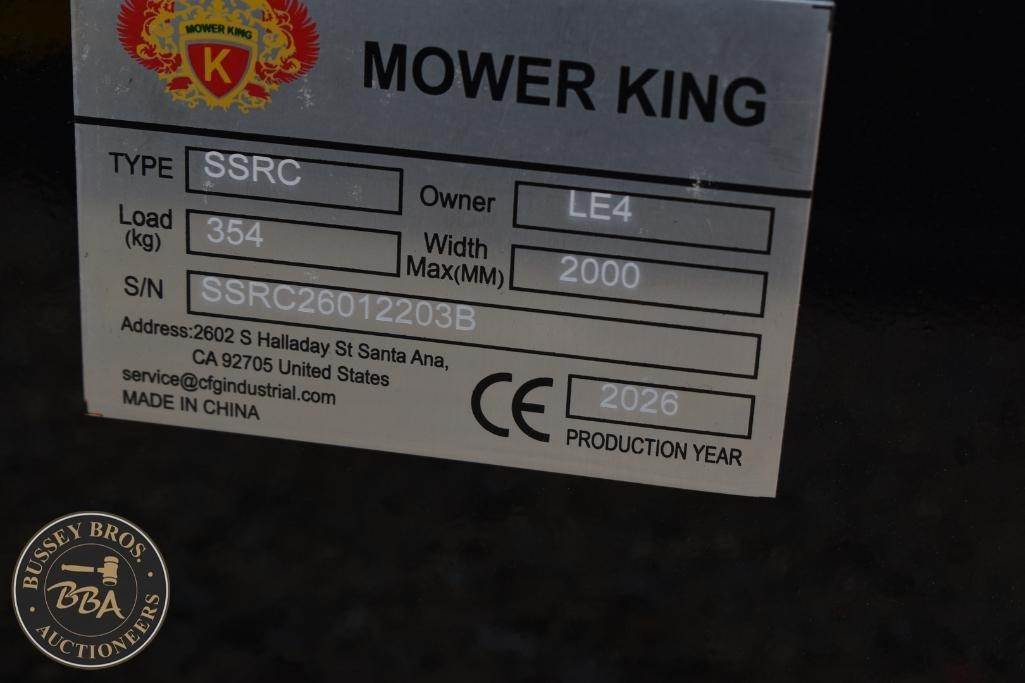 MOWER KING
K
MOWER KING
TYPE SSRC Owner LE4
Load (kg) 354 Width Max(MM) 2000
S/N SSRC26012203B
Address:2602 S Halladay St Santa Ana,
CA 92705 United States
service@cfgindustrial.com
MADE IN CHINA
CE 2026
PRODUCTION YEAR
BUSSEY BROS.
BBA
AUCTIONEERS